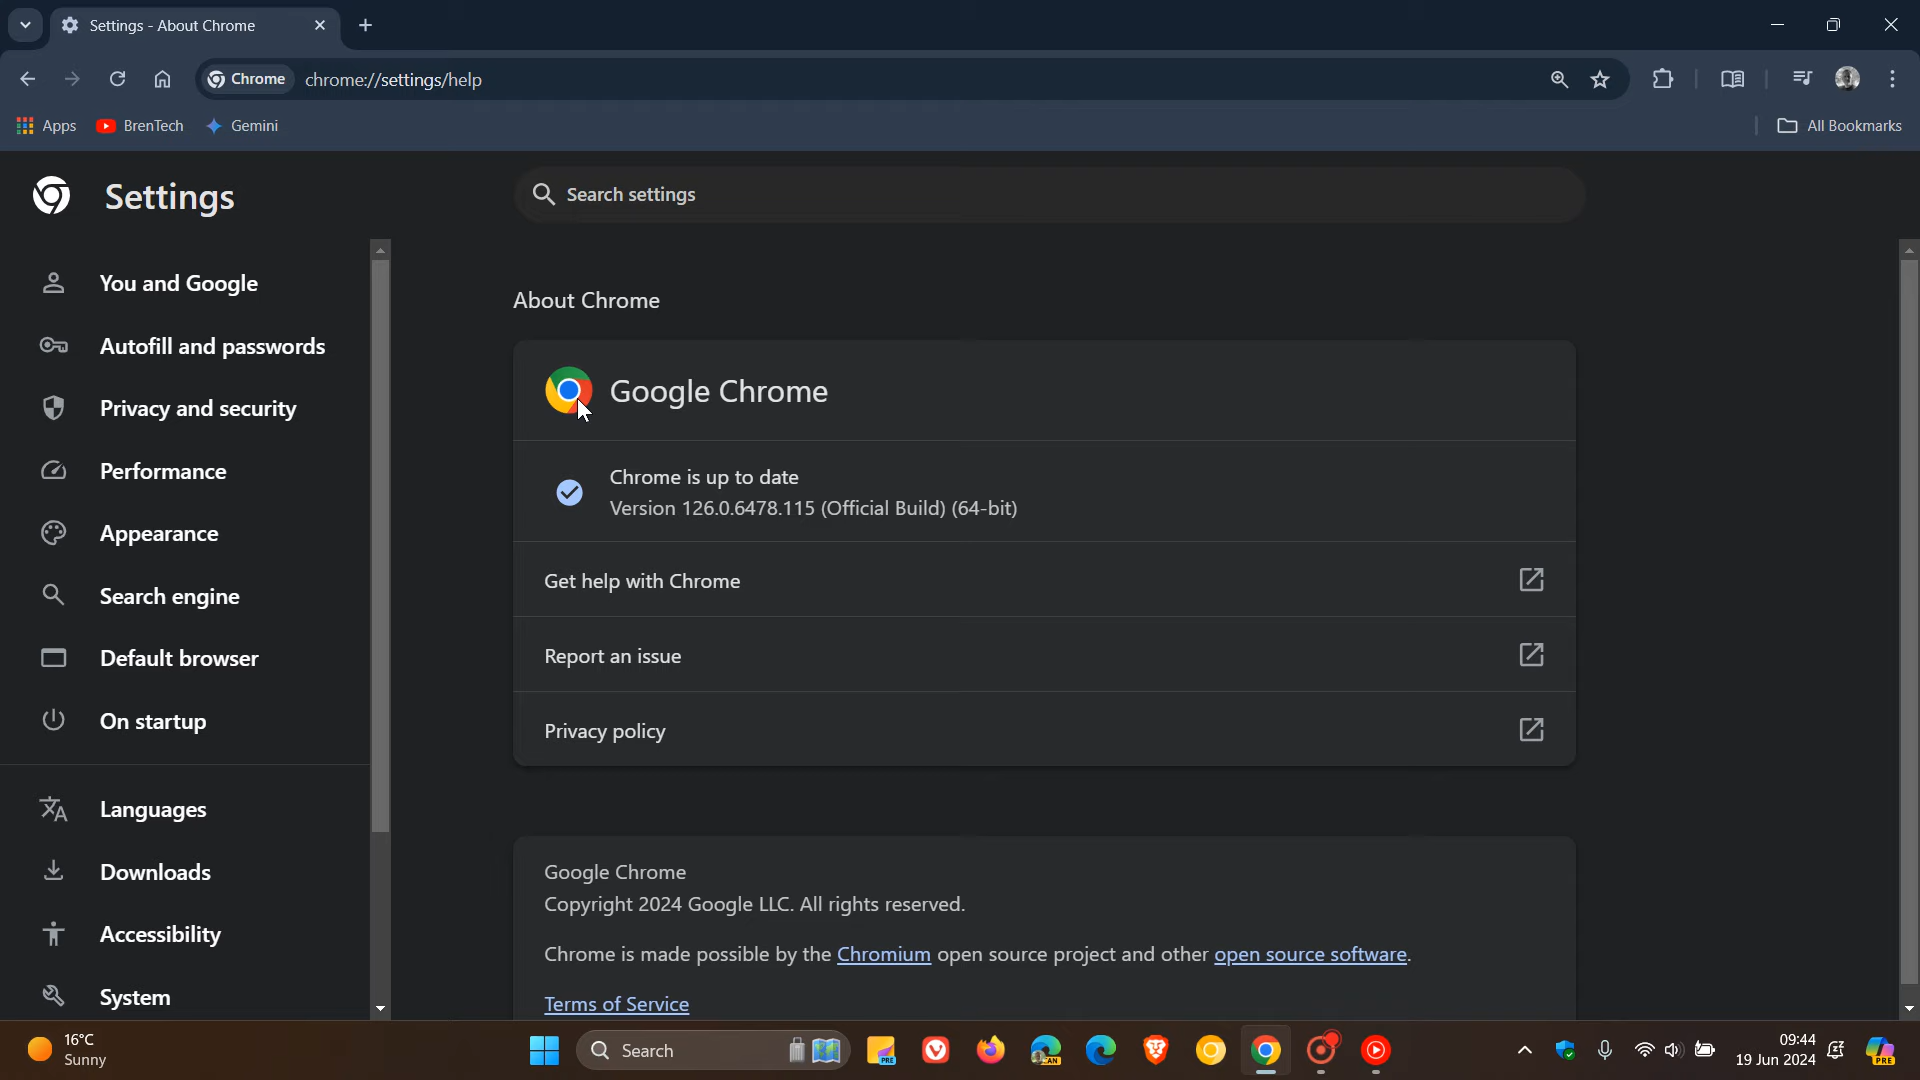 Settings - About Chrome
Chrome
chrome://settings/help
Apps
BrenTech
Gemini
All Bookmarks
Settings
Search settings
You and Google
Autofill and passwords
Privacy and security
Performance
Appearance
Search engine
Default browser
On startup
Languages
Downloads
Accessibility
System
About Chrome
Google Chrome
Chrome is up to date
Version 126.0.6478.115 (Official Build) (64-bit)
Get help with Chrome
Report an issue
Privacy policy
Google Chrome
Copyright 2024 Google LLC. All rights reserved.
Chrome is made possible by the Chromium open source project and other open source software.
Terms of Service
16°C
Sunny
Search
PRE
CAN
09:44
19 Jun 2024
PRE